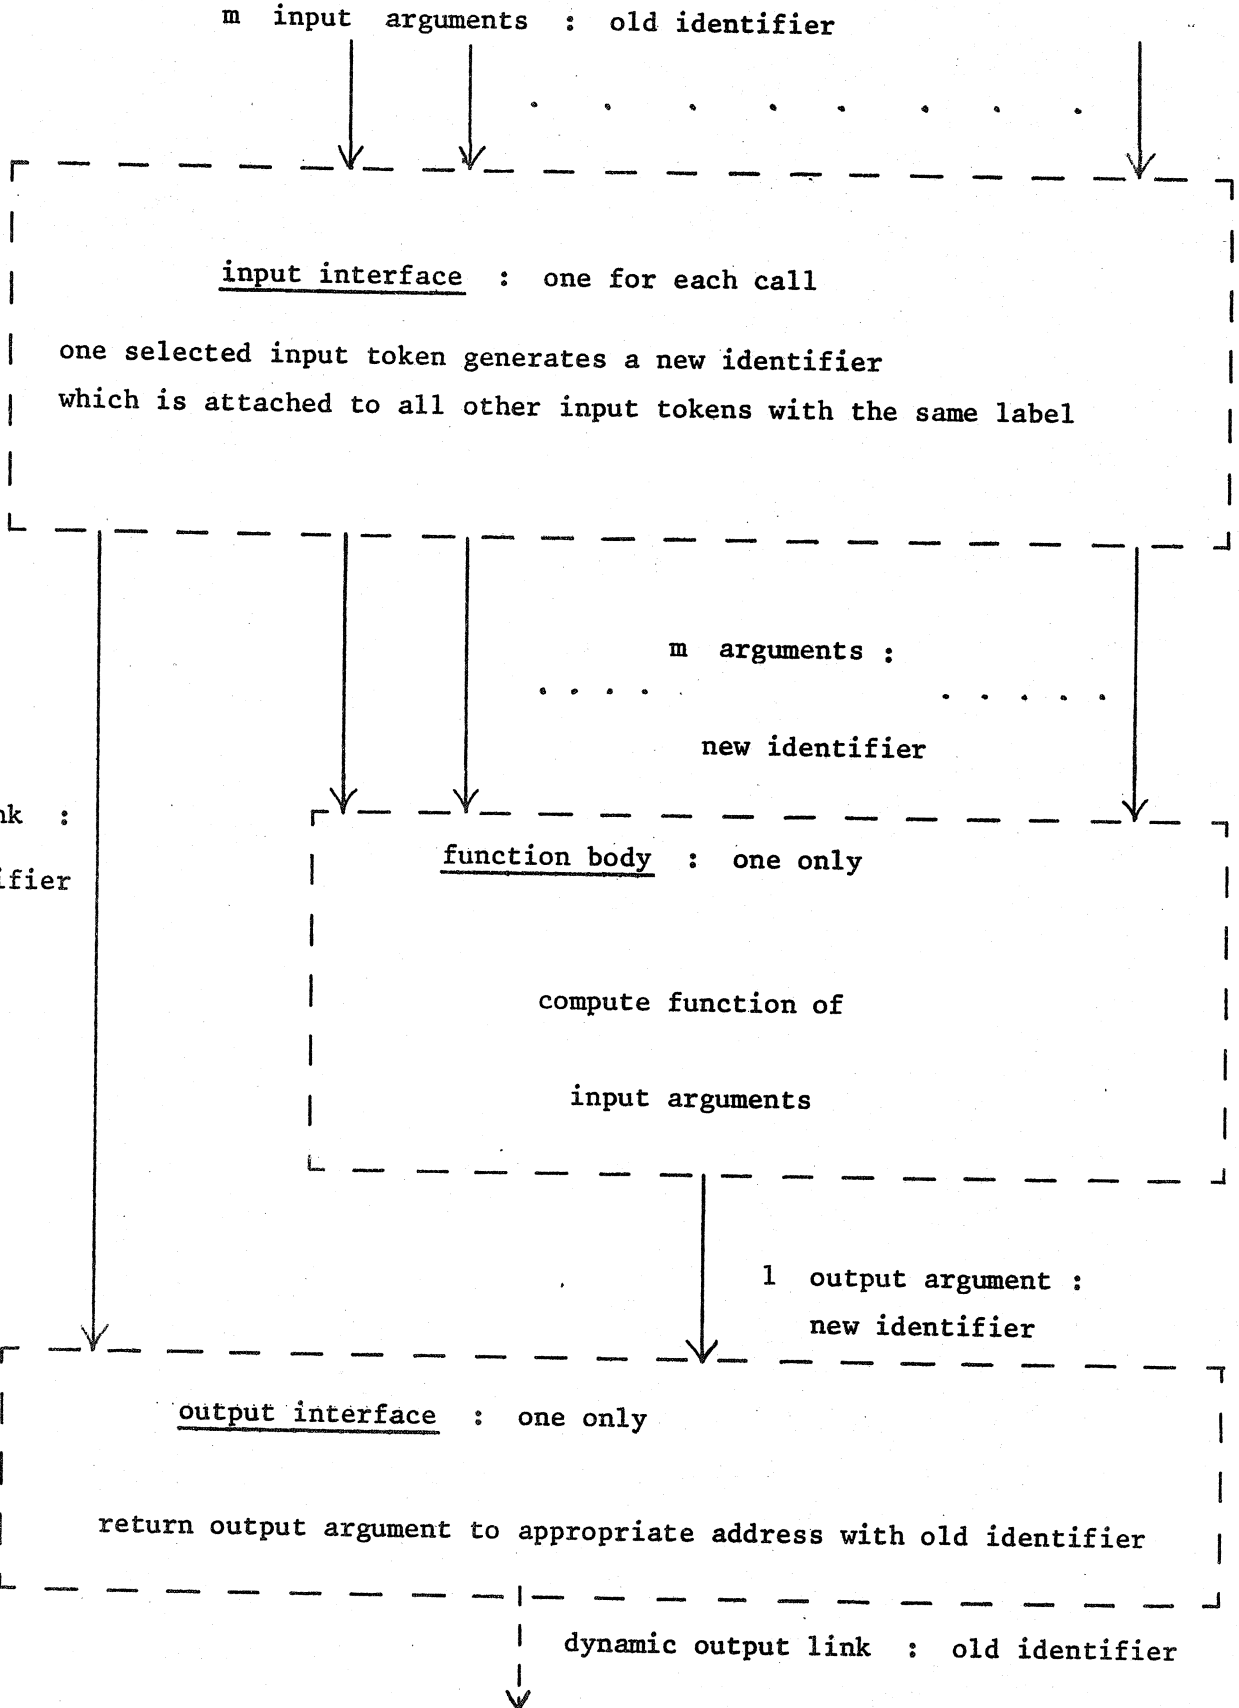 m input arguments : old identifier
input interface : one for each call
one selected input token generates a new identifier
which is attached to all other input tokens with the same label
m arguments :
new identifier
:
function body : one only
compute function of
input arguments
1 output argument :
new identifier
output interface : one only
return output argument to appropriate address with old identifier
dynamic output link : old identifier